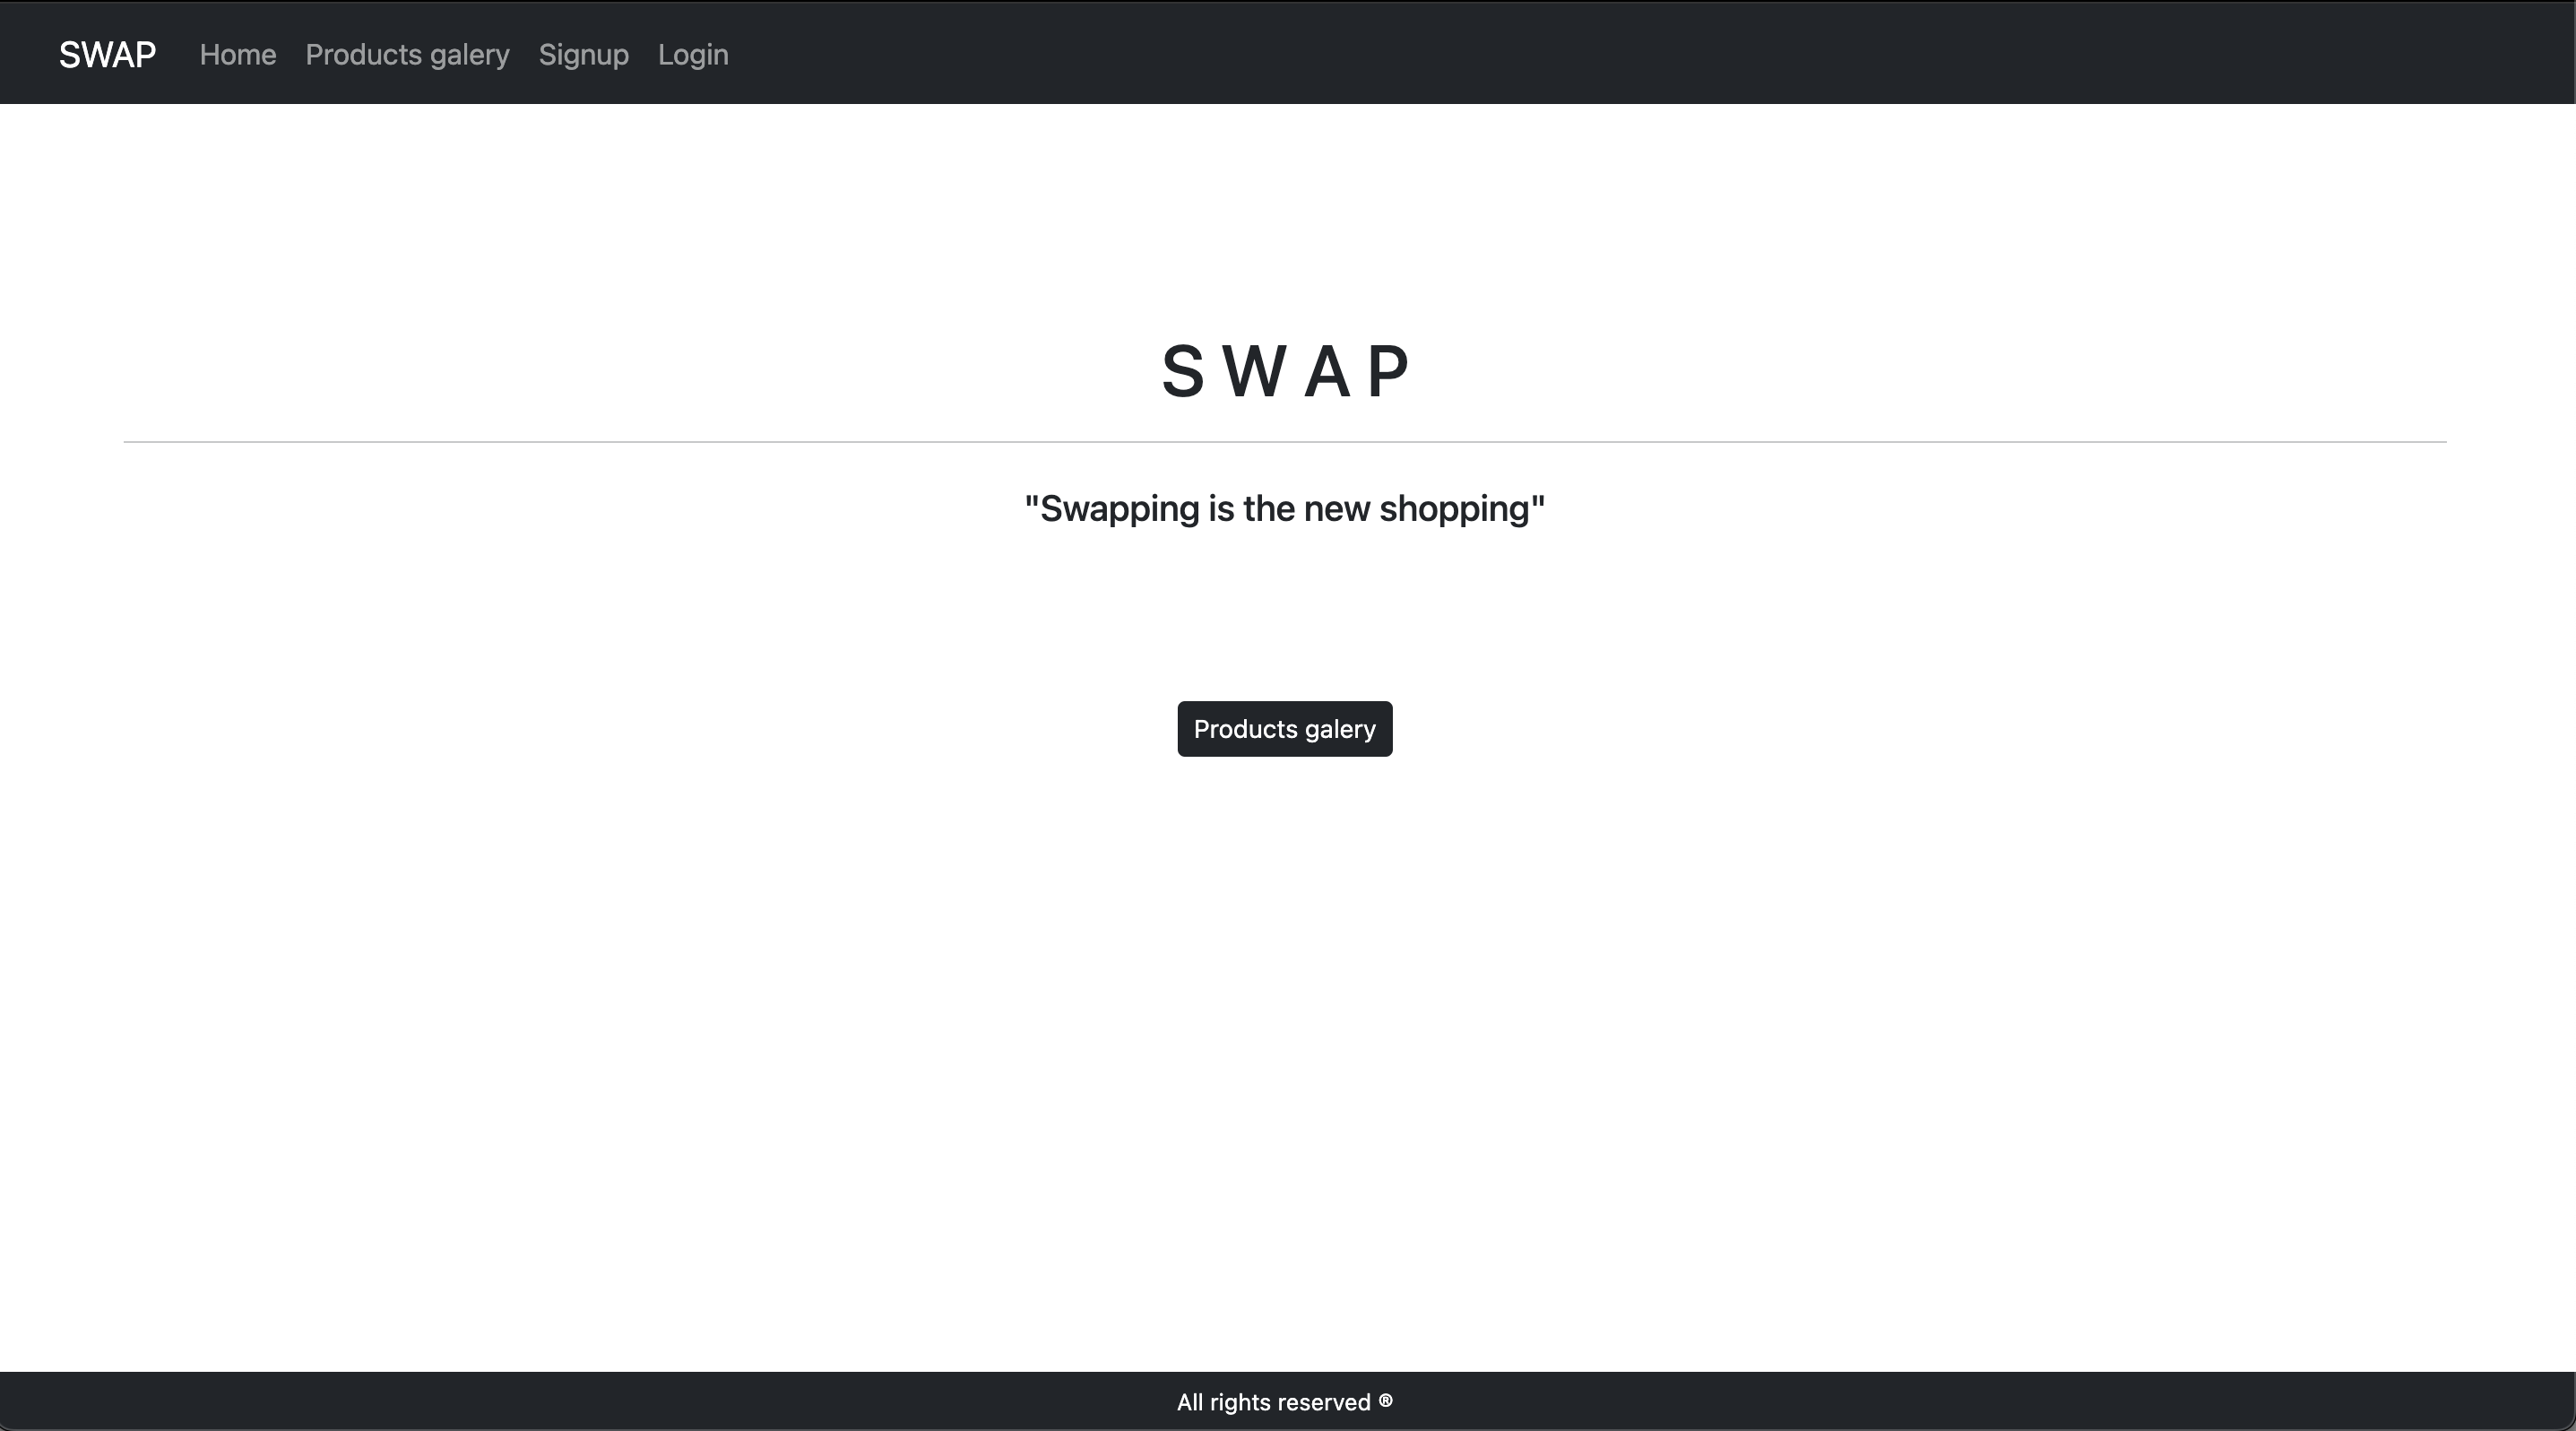 SWAP Home Products galery Signup Login
SWAP
"Swapping is the new shopping"
Products galery
All rights reserved ®